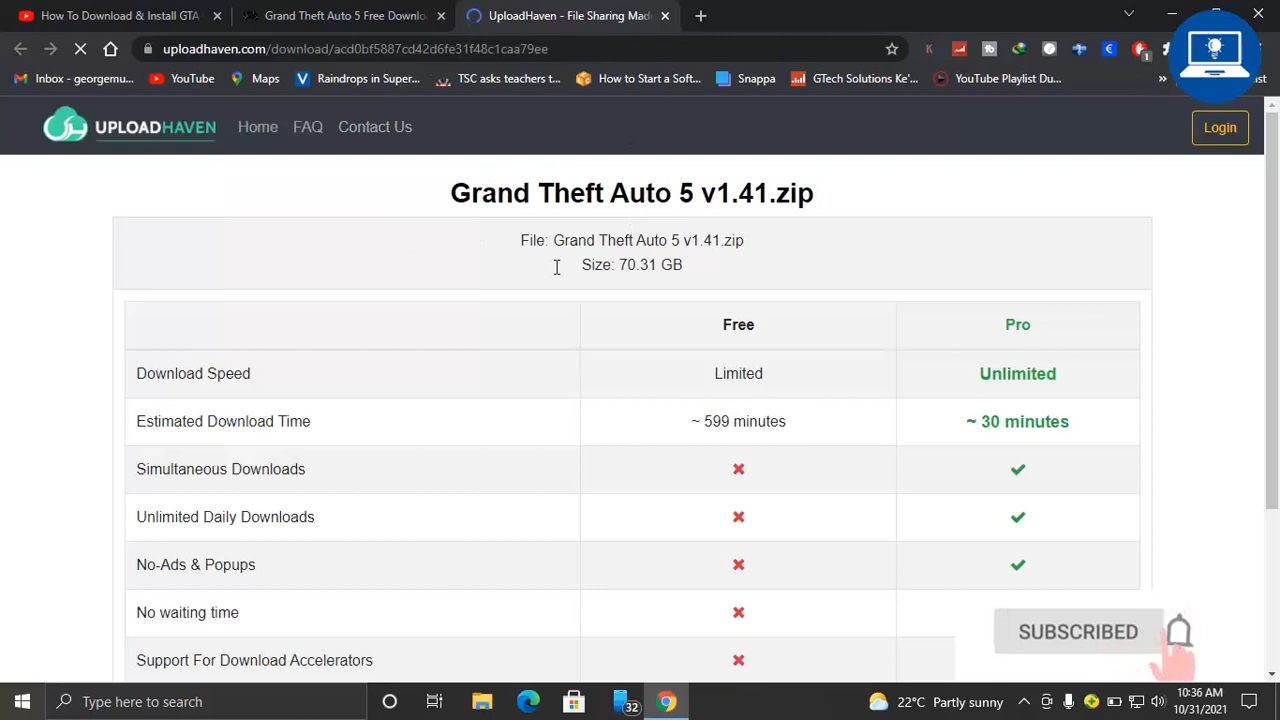 How To Download & Install GTA
Grand Theft Auto 5 Free Downlo
UploadHaven - File Sharing Mad
uploadhaven.com/download/acd0bf5887cd42d6fe31f48c1ca979ee
Inbox - georgemu...
YouTube
Maps
Raindrops in Super...
TSC
How to Start a Soft...
Snappa
GTech Solutions Ke'...
YouTube Playlist Du...
UPLOADHAVEN
Home
FAQ
Contact Us
Login
Grand Theft Auto 5 v1.41.zip
File: Grand Theft Auto 5 v1.41.zip
Size: 70.31 GB
Free
Pro
Download Speed
Limited
Unlimited
Estimated Download Time
~ 599 minutes
~ 30 minutes
Simultaneous Downloads
Unlimited Daily Downloads
No-Ads & Popups
No waiting time
Support For Download Accelerators
SUBSCRIBED
Type here to search
32
22°C Partly sunny
10:36 AM
10/31/2021